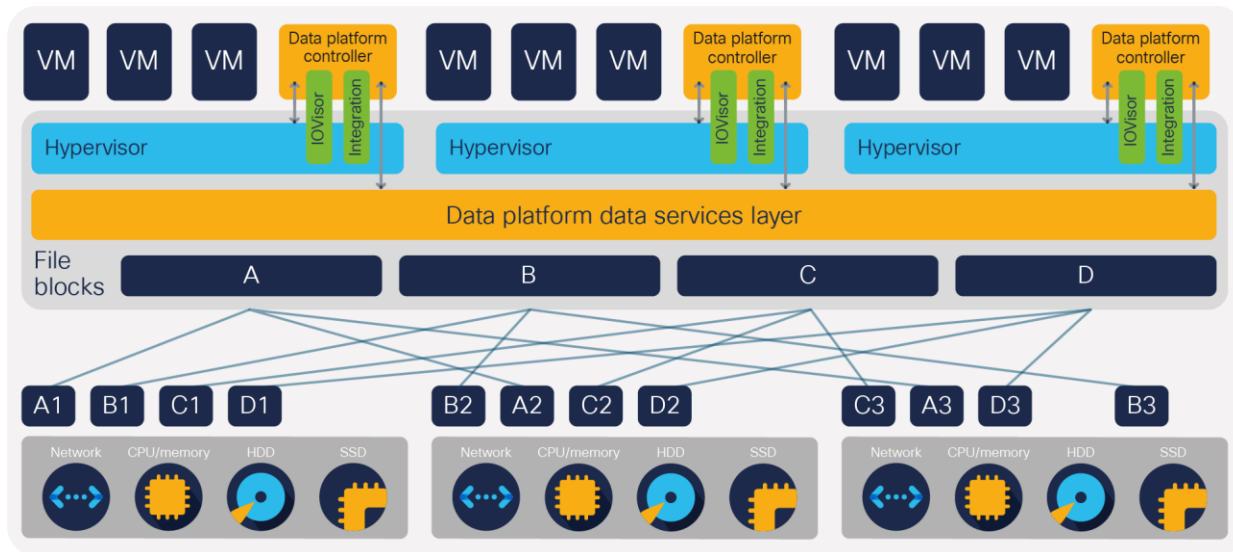 VM VM VM Data platform controller VM VM VM Data platform controller VM VM VM Data platform controller
IOVisor Integration IOVisor Integration IOVisor Integration
Hypervisor Hypervisor Hypervisor
Data platform data services layer
File blocks A B C D
A1 B1 C1 D1 B2 A2 C2 D2 C3 A3 D3 B3
Network CPU/memory HDD SSD Network CPU/memory HDD SSD Network CPU/memory HDD SSD